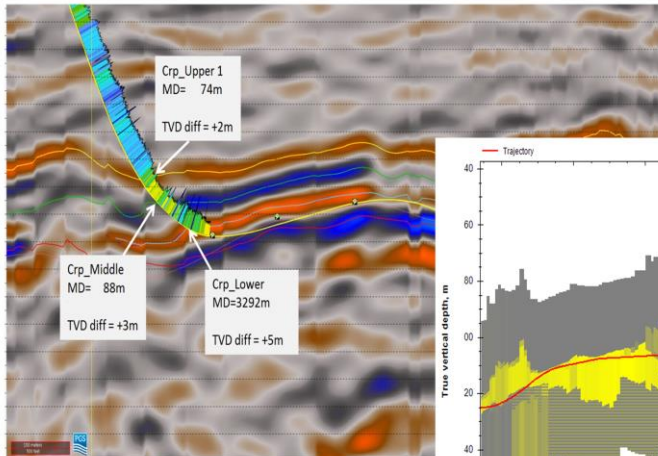 Crp_Upper 1
MD= 74m
TVD diff = +2m
Crp_Middle
MD= 88m
TVD diff = +3m
Crp_Lower
MD=3292m
TVD diff = +5m
Trajectory
True vertical depth, m
40
60
80
00
20
40
PGS